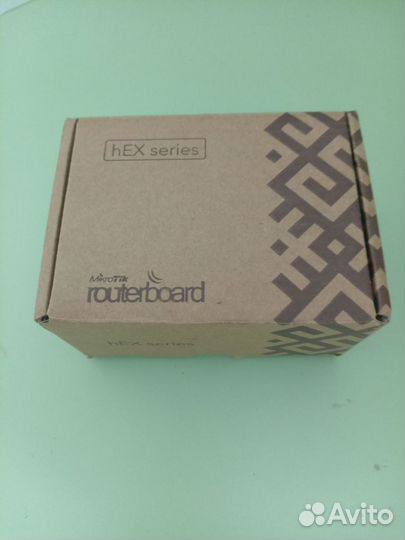 hEX series
MikroTik
routerboard
hEX series
Avito